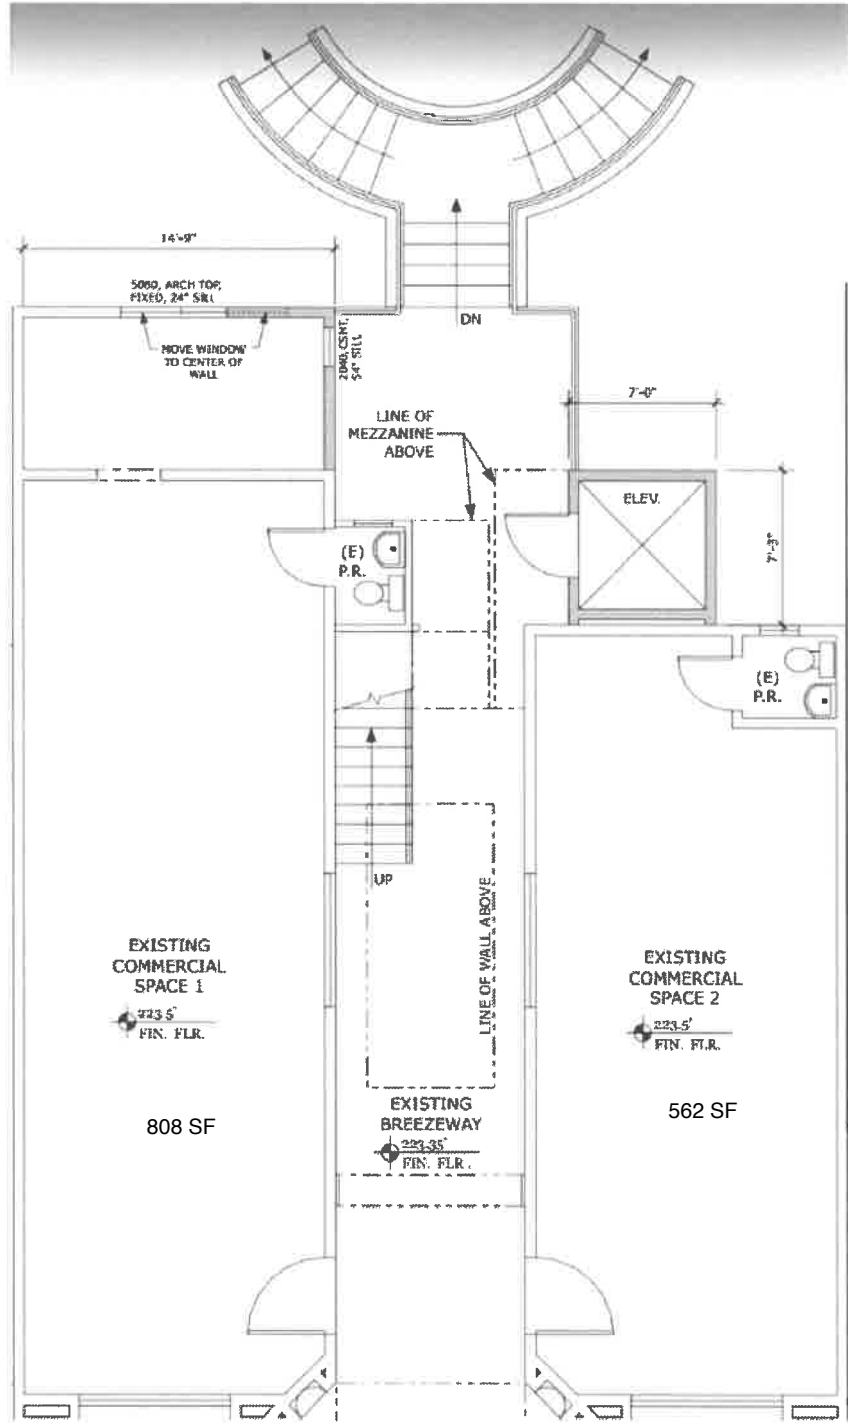 14'-9"
5080, ARCH TOP,
FIXED, 24" SILL
MOVE WINDOW
TO CENTER OF
WALL
2040, CSMT,
54" SILL
DN
LINE OF
MEZZANINE
ABOVE
7'-0"
ELEV.
7'-3"
(E)
P.R.
(E)
P.R.
UP
LINE OF WALL ABOVE
EXISTING
COMMERCIAL
SPACE 1
223.5'
FIN. FLR.
808 SF
EXISTING
COMMERCIAL
SPACE 2
223.5'
FIN. FLR.
562 SF
EXISTING
BREEZEWAY
223.35'
FIN. FLR.